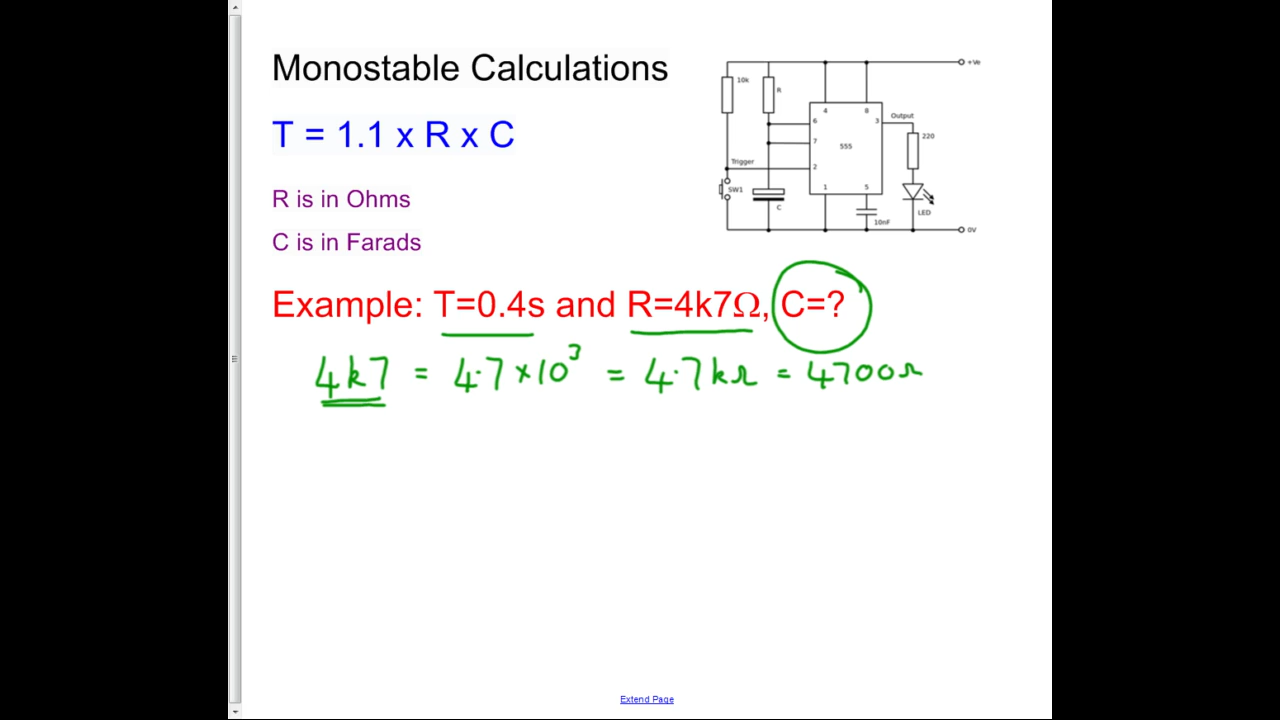 Monostable Calculations
T = 1.1 x R x C
R is in Ohms
C is in Farads
+Ve
10k
R
4
8
6
3
Output
7
220
555
Trigger
2
SW1
1
5
C
LED
10nF
0V
Example: T=0.4s and R=4k7Ω, C=?
4k7 = 4.7×10³ = 4.7kΩ = 4700Ω
Extend Page